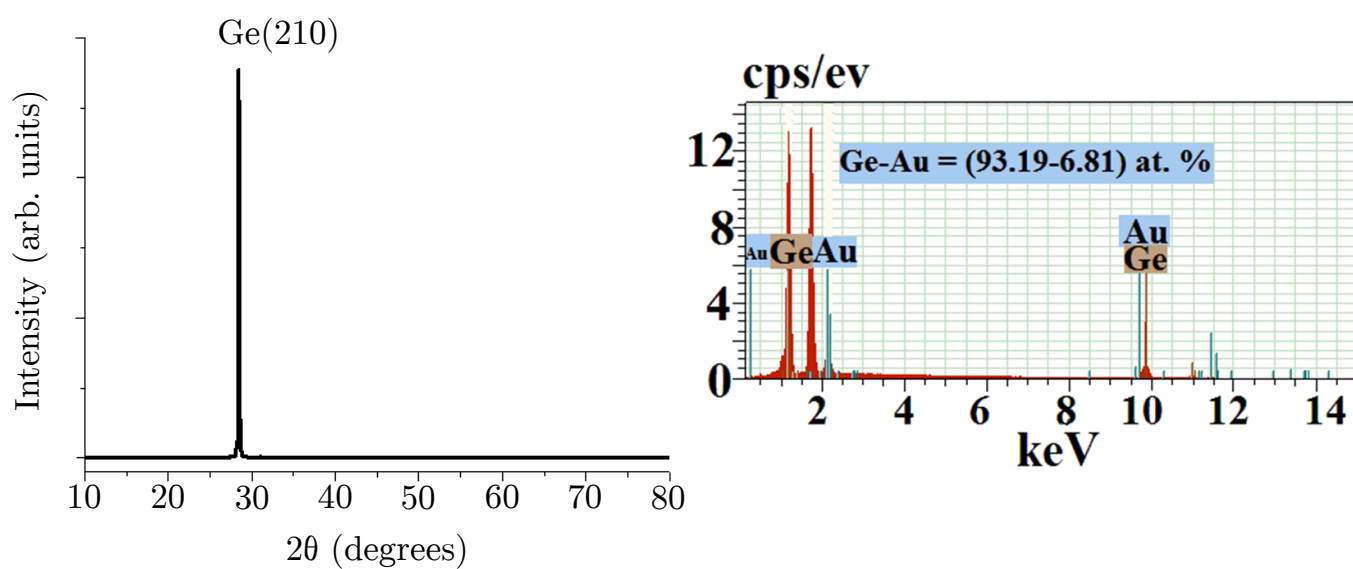 Ge(210)
Intensity (arb. units)
10 20 30 40 50 60 70 80
2θ (degrees)
cps/ev
12
8
4
0
Ge-Au = (93.19-6.81) at. %
Au Ge Au
Au
Ge
2 4 6 8 10 12 14
keV